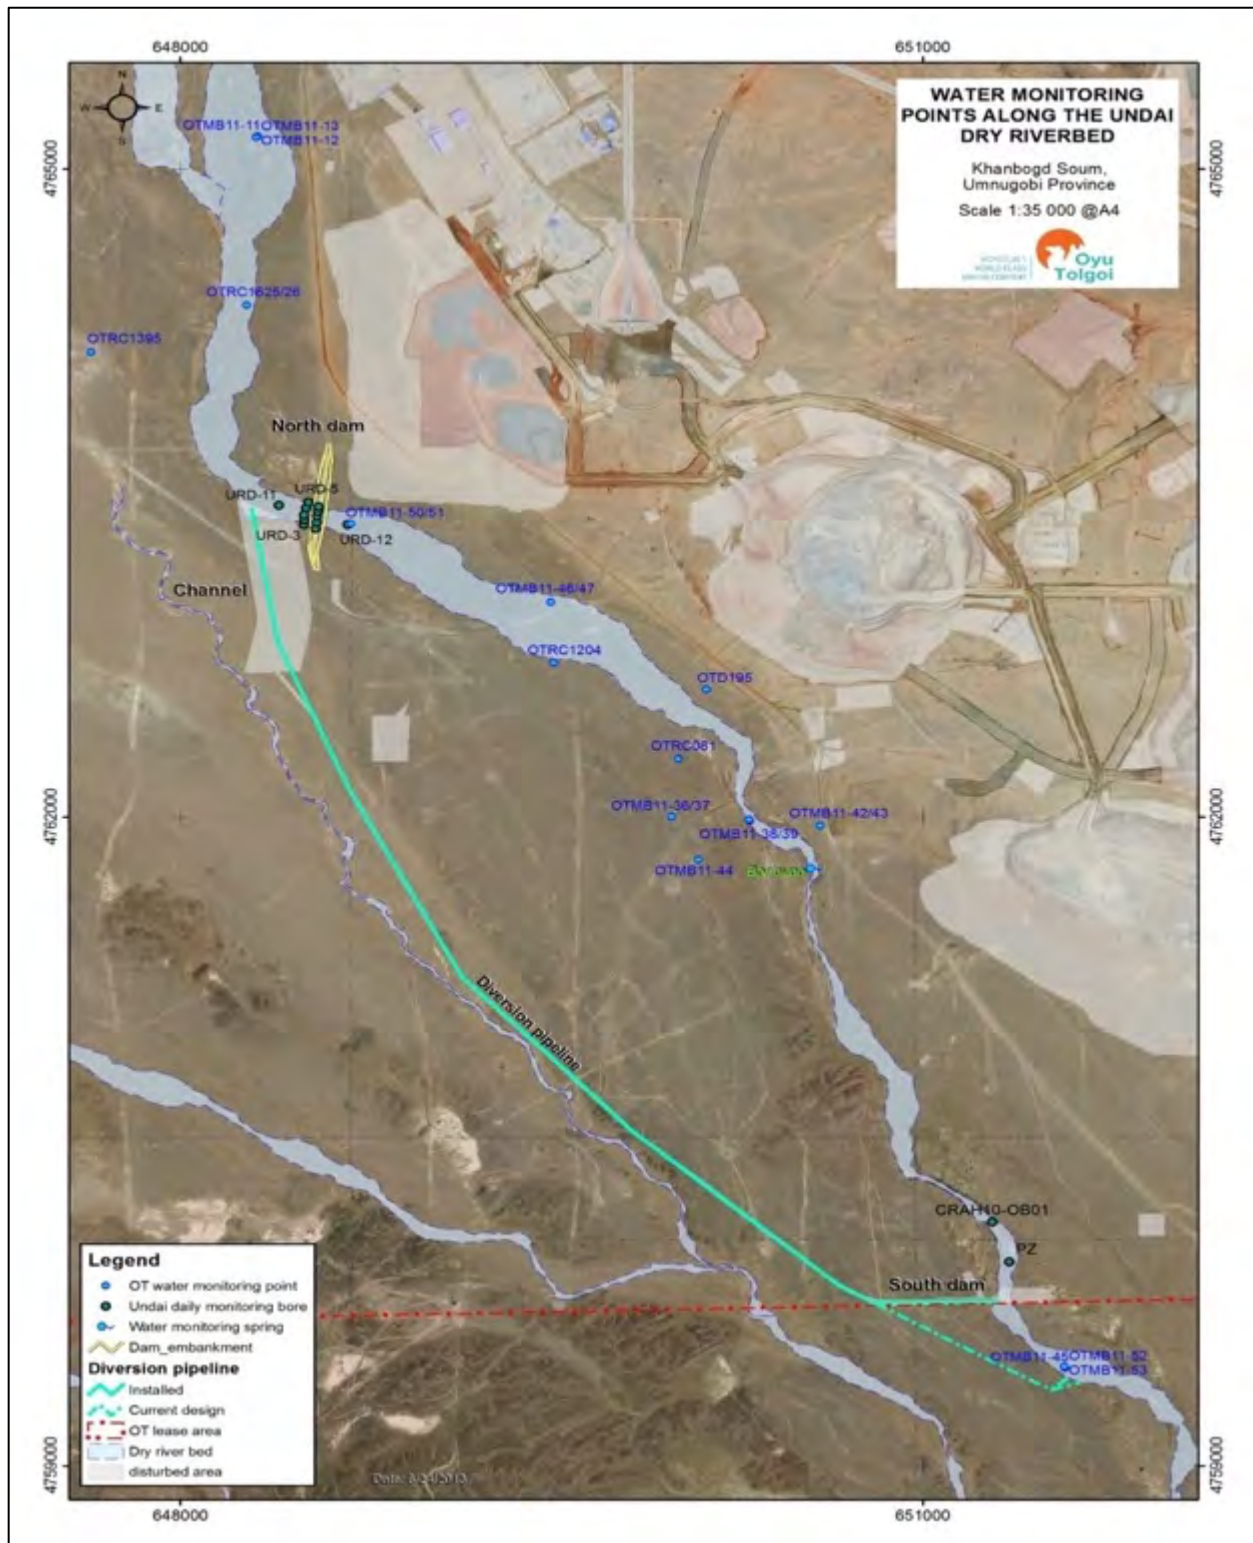 648000
651000
WATER MONITORING
POINTS ALONG THE UNDAI
DRY RIVERBED
Khanbogd Soum,
Umnugobi Province
Scale 1:35 000 @A4
Oyu
Tolgoi
N
W
E
S
4765000
4765000
OTMB11-11
OTMB11-13
OTMB11-12
OTRC1625/26
OTRC1395
North dam
URD-11
URD-5
OTMB11-50/51
URD-3
URD-12
Channel
OTMB11-46/47
OTRC1204
OTD195
OTRC081
4762000
4762000
OTMB11-36/37
OTMB11-42/43
OTMB11-38/39
OTMB11-44
Diversion pipeline
CRAH10-OB01
PZ
South dam
OTMB11-45
OTMB11-52
OTMB11-53
Legend
OT water monitoring point
Undai daily monitoring bore
Water monitoring spring
Dam_embankment
Diversion pipeline
Installed
Current design
OT lease area
Dry river bed
disturbed area
4759000
4759000
648000
651000